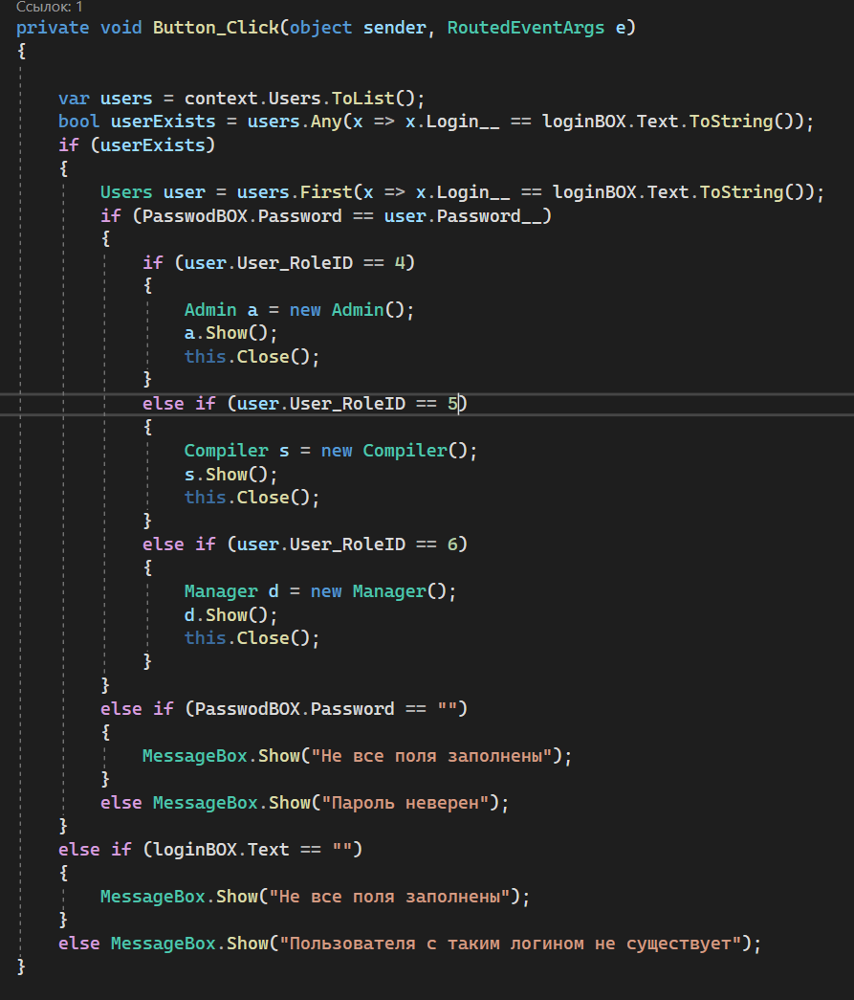 Ссылок: 1
private void Button_Click(object sender, RoutedEventArgs e)
{
var users = context.Users.ToList();
bool userExists = users.Any(x => x.Login__ == loginBOX.Text.ToString());
if (userExists)
{
Users user = users.First(x => x.Login__ == loginBOX.Text.ToString());
if (PasswodBOX.Password == user.Password__)
{
if (user.User_RoleID == 4)
{
Admin a = new Admin();
a.Show();
this.Close();
}
else if (user.User_RoleID == 5)
{
Compiler s = new Compiler();
s.Show();
this.Close();
}
else if (user.User_RoleID == 6)
{
Manager d = new Manager();
d.Show();
this.Close();
}
}
else if (PasswodBOX.Password == "")
{
MessageBox.Show("Не все поля заполнены");
}
else MessageBox.Show("Пароль неверен");
}
else if (loginBOX.Text == "")
{
MessageBox.Show("Не все поля заполнены");
}
else MessageBox.Show("Пользователя с таким логином не существует");
}